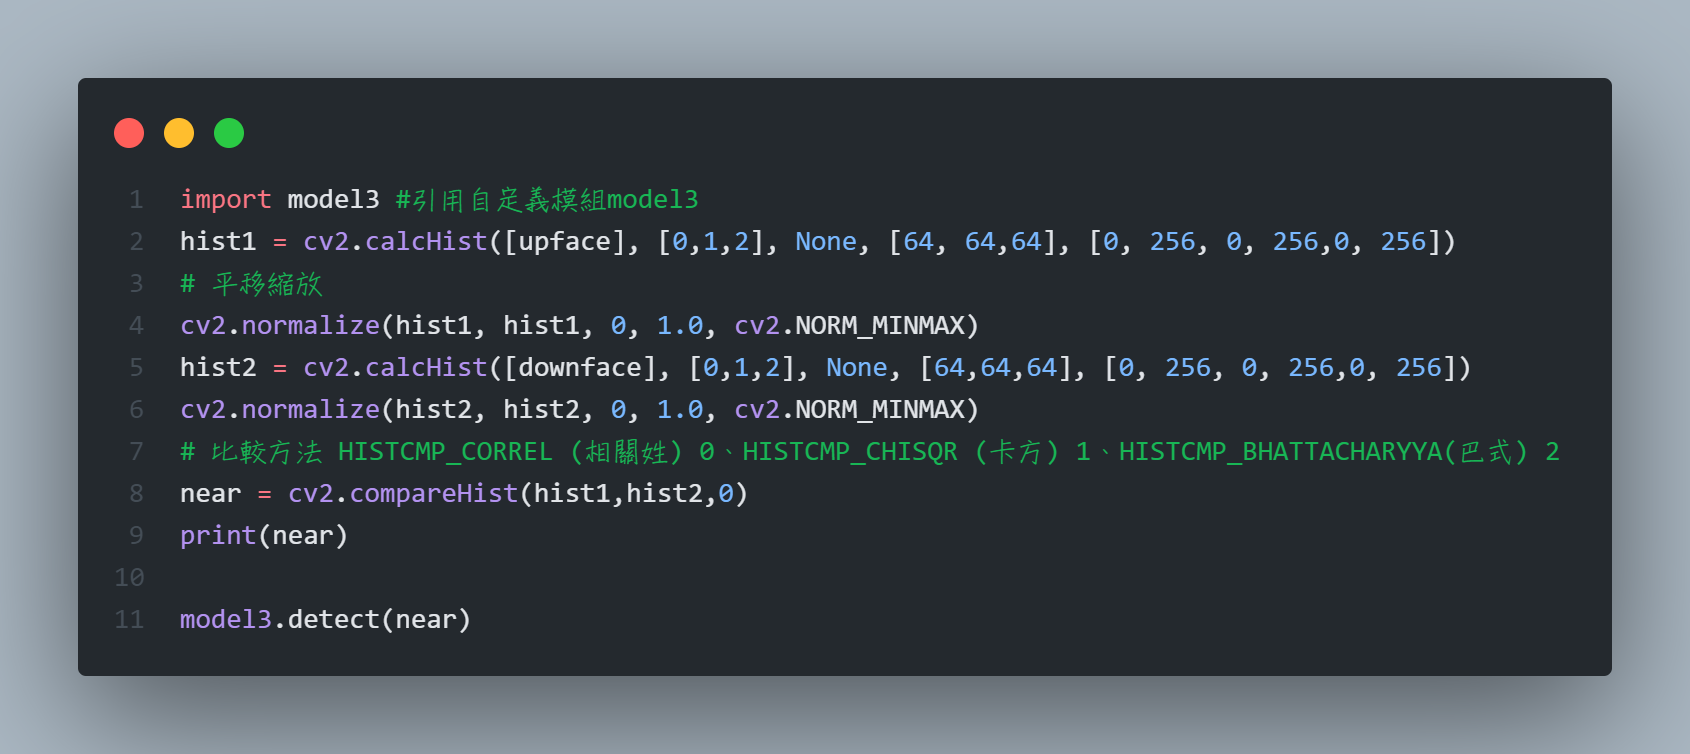 1 import model3 #引用自定義模組model3
2 hist1 = cv2.calcHist([upface], [0,1,2], None, [64, 64,64], [0, 256, 0, 256,0, 256])
3 # 平移縮放
4 cv2.normalize(hist1, hist1, 0, 1.0, cv2.NORM_MINMAX)
5 hist2 = cv2.calcHist([downface], [0,1,2], None, [64,64,64], [0, 256, 0, 256,0, 256])
6 cv2.normalize(hist2, hist2, 0, 1.0, cv2.NORM_MINMAX)
7 # 比較方法 HISTCMP_CORREL (相關姓) 0、HISTCMP_CHISQR (卡方) 1、HISTCMP_BHATTACHARYYA(巴式) 2
8 near = cv2.compareHist(hist1,hist2,0)
9 print(near)
10
11 model3.detect(near)